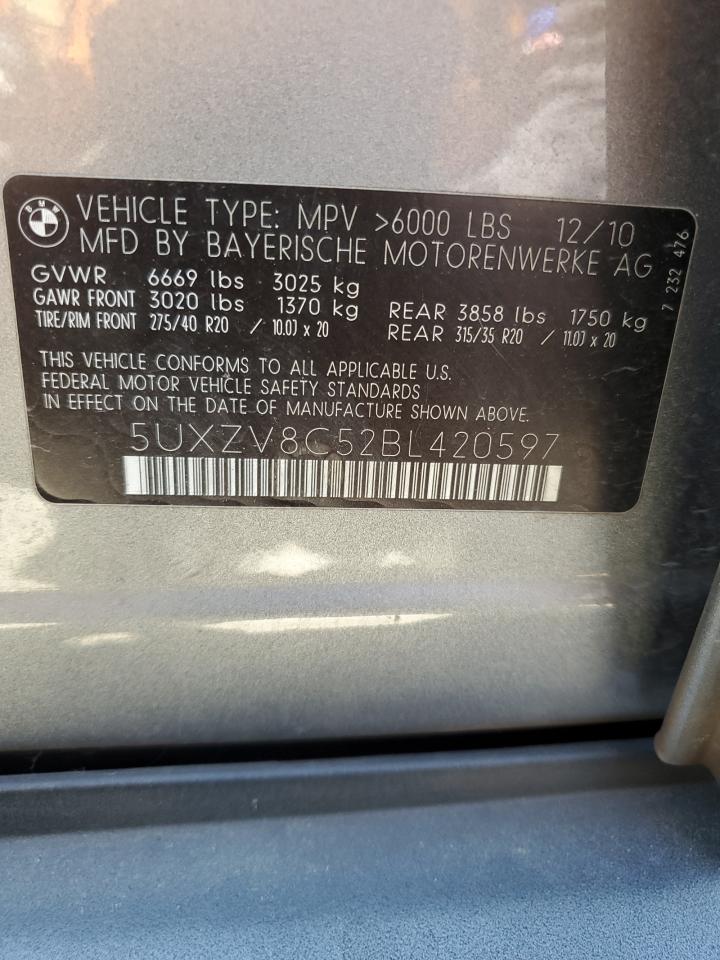 BMW
VEHICLE TYPE: MPV >6000 LBS 12/10
MFD BY BAYERISCHE MOTORENWERKE AG
GVWR 6669 lbs 3025 kg
GAWR FRONT 3020 lbs 1370 kg REAR 3858 lbs 1750 kg
TIRE/RIM FRONT 275/40 R20 / 10.0J x 20 REAR 315/35 R20 / 11.0J x 20
7 232 476
THIS VEHICLE CONFORMS TO ALL APPLICABLE U.S.
FEDERAL MOTOR VEHICLE SAFETY STANDARDS
IN EFFECT ON THE DATE OF MANUFACTURE SHOWN ABOVE.
5UXZV8C52BL420597